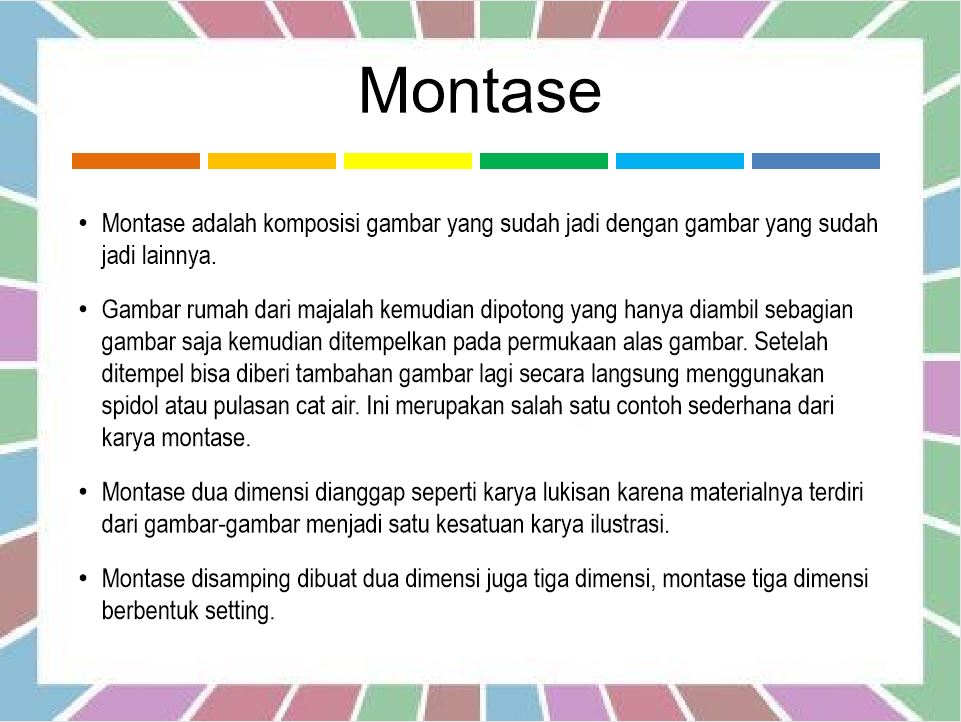 Montase
• Montase adalah komposisi gambar yang sudah jadi dengan gambar yang sudah
jadi lainnya.
• Gambar rumah dari majalah kemudian dipotong yang hanya diambil sebagian
gambar saja kemudian ditempelkan pada permukaan alas gambar. Setelah
ditempel bisa diberi tambahan gambar lagi secara langsung menggunakan
spidol atau pulasan cat air. Ini merupakan salah satu contoh sederhana dari
karya montase.
• Montase dua dimensi dianggap seperti karya lukisan karena materialnya terdiri
dari gambar-gambar menjadi satu kesatuan karya ilustrasi.
• Montase disamping dibuat dua dimensi juga tiga dimensi, montase tiga dimensi
berbentuk setting.